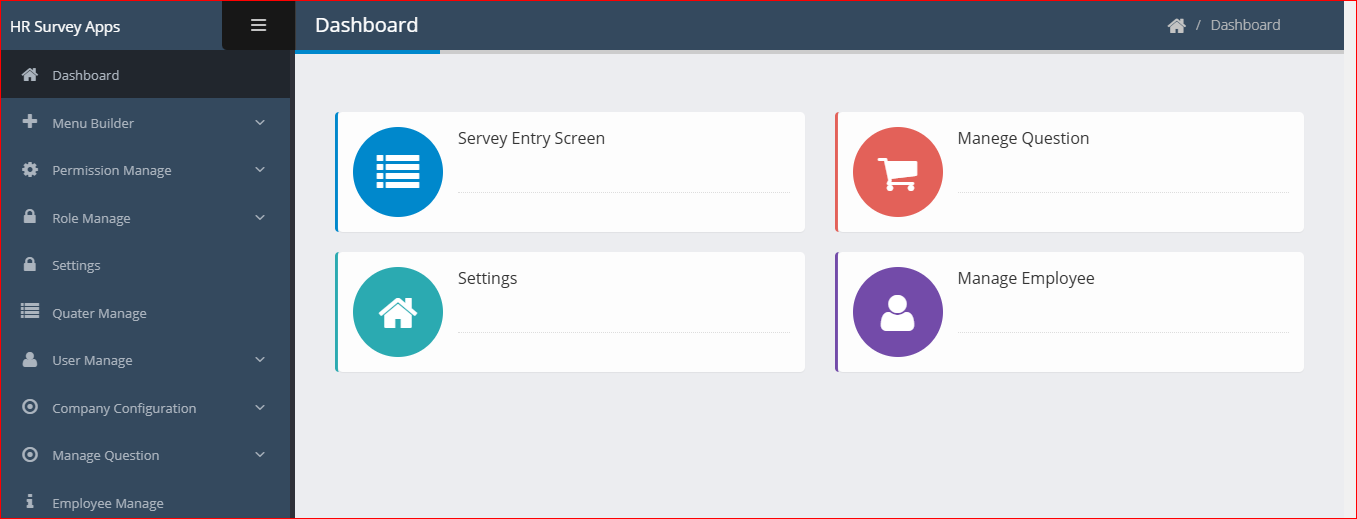 HR Survey Apps
Dashboard
/ Dashboard
Dashboard
Menu Builder
Permission Manage
Role Manage
Settings
Quater Manage
User Manage
Company Configuration
Manage Question
Employee Manage
Servey Entry Screen
Manege Question
Settings
Manage Employee